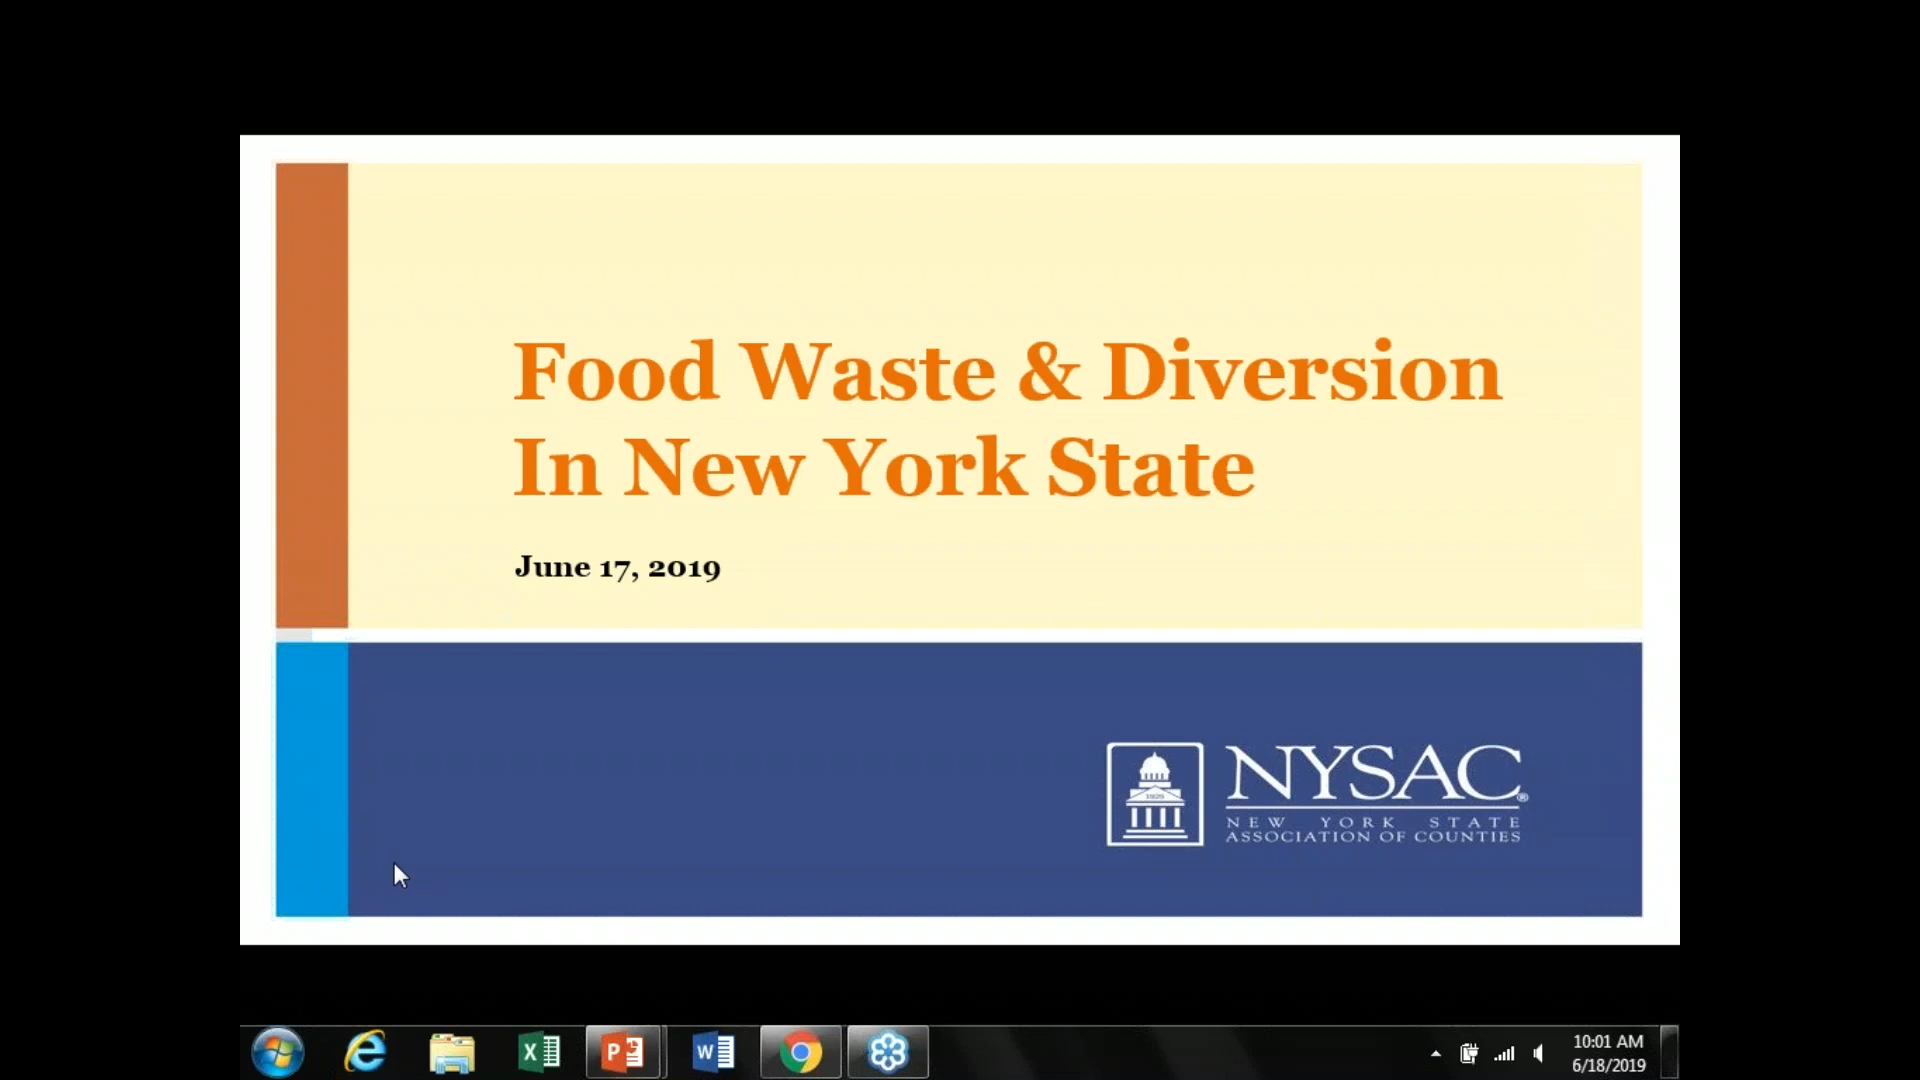 Food Waste & Diversion
In New York State
June 17, 2019
1925
NYSAC®
NEW YORK STATE
ASSOCIATION OF COUNTIES
10:01 AM
6/18/2019